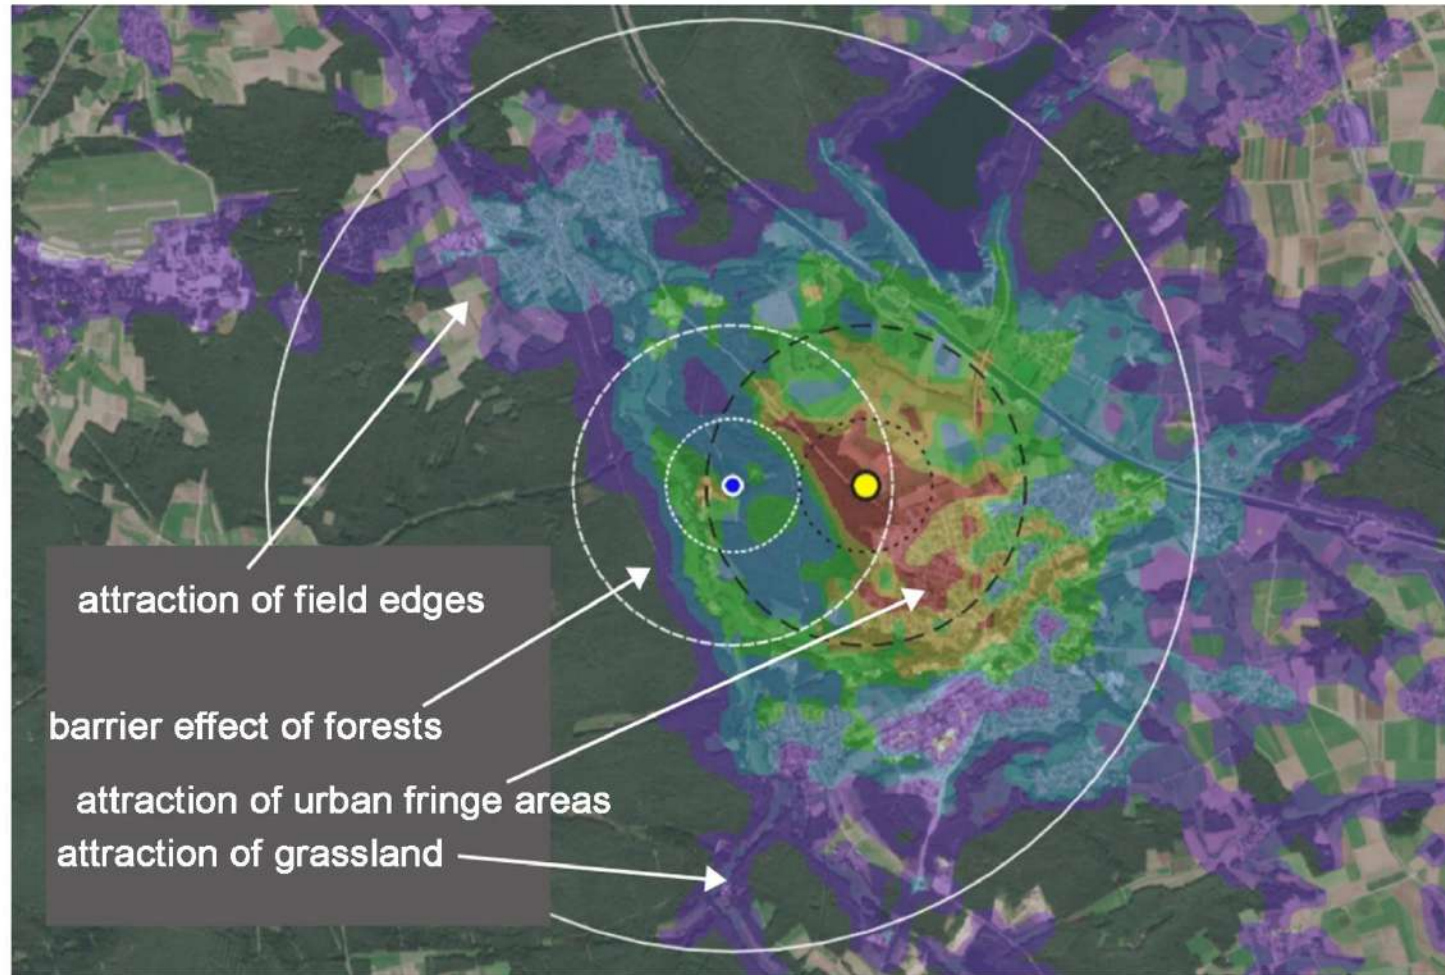 attraction of field edges
barrier effect of forests
attraction of urban fringe areas
attraction of grassland